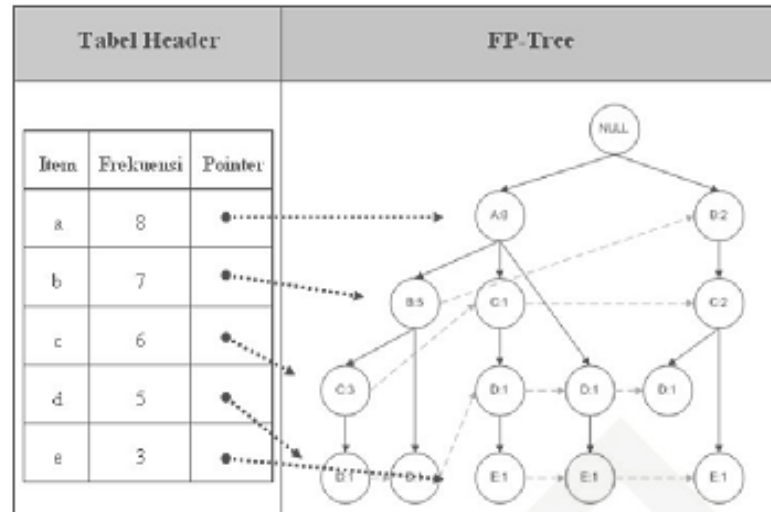 Tabel Header FP-Tree
NULL
Item Frekuensi Pointer
a 8
A:8 B:2
b 7
B:5 C:1 C:2
c 6
C:3 D:1 D:1 D:1
d 5
e 3
D:1 D:1 E:1 E:1 E:1